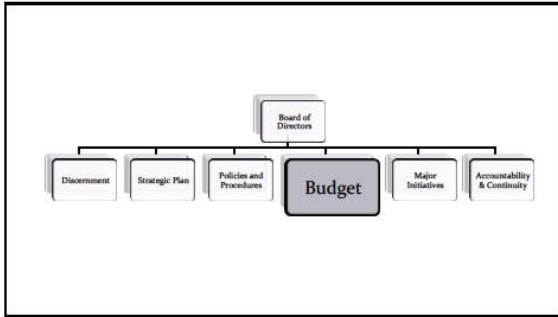 Board of
Directors
Discernment
Strategic Plan
Policies and
Procedures
Budget
Major
Initiatives
Accountability
& Continuity